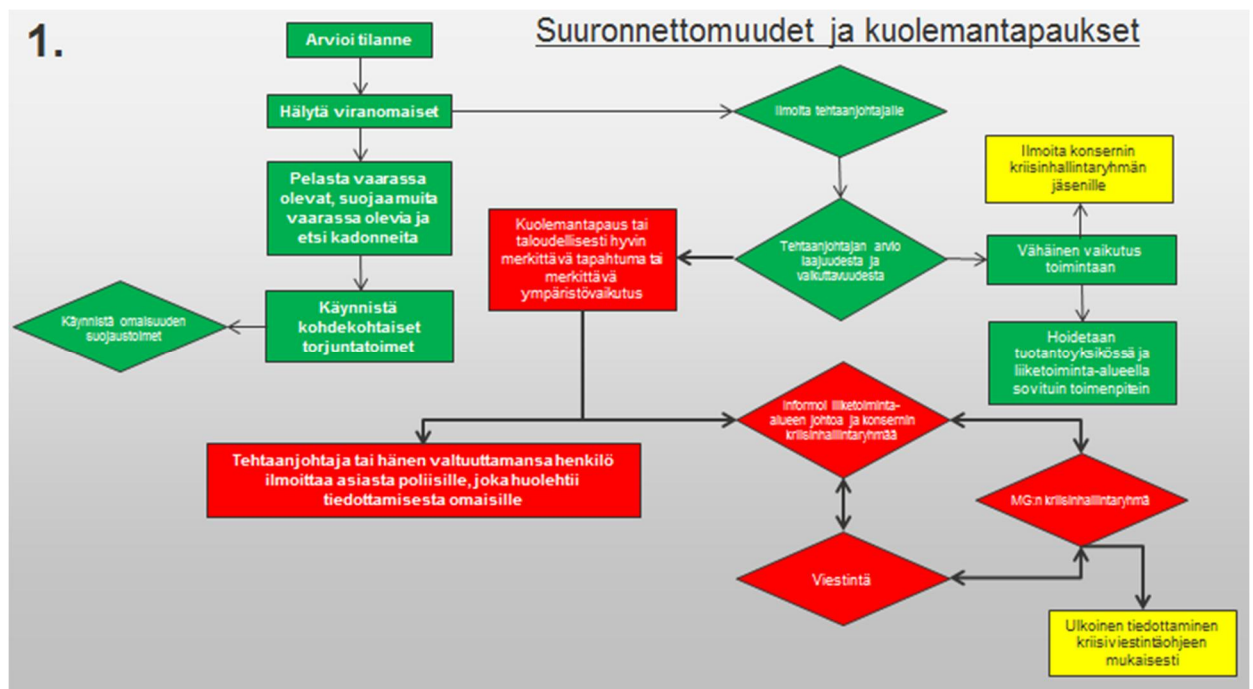 1.
Suuronnettomuudet ja kuolemantapaukset
Arvioi tilanne
Hälytä viranomaiset
Ilmoita tehtaanjohtajalle
Pelasta vaarassa
olevat, suojaa muita
vaarassa olevia ja
etsi kadonneita
Ilmoita konsernin
kriisinhallintaryhmän
jäsenille
Kuolemantapaus tai
taloudellisesti hyvin
merkittävä tapahtuma tai
merkittävä
ympäristövaikutus
Tehtaanjohtajan arvio
laajuudesta ja
vaikuttavuudesta
Vähäinen vaikutus
toimintaan
Käynnistä omaisuuden
suojaustoimet
Käynnistä
kohdekohtaiset
torjuntatoimet
Hoidetaan
tuotantoyksikössä ja
liiketoiminta-alueella
sovituin toimenpitein
Informoi liiketoiminta-
alueen johtoa ja konsernin
kriisinhallintaryhmää
Tehtaanjohtaja tai hänen valtuuttamansa henkilö
ilmoittaa asiasta poliisille, joka huolehtii
tiedottamisesta omaisille
MG:n kriisinhallintaryhmä
Viestintä
Ulkoinen tiedottaminen
kriisiviestintäohjeen
mukaisesti